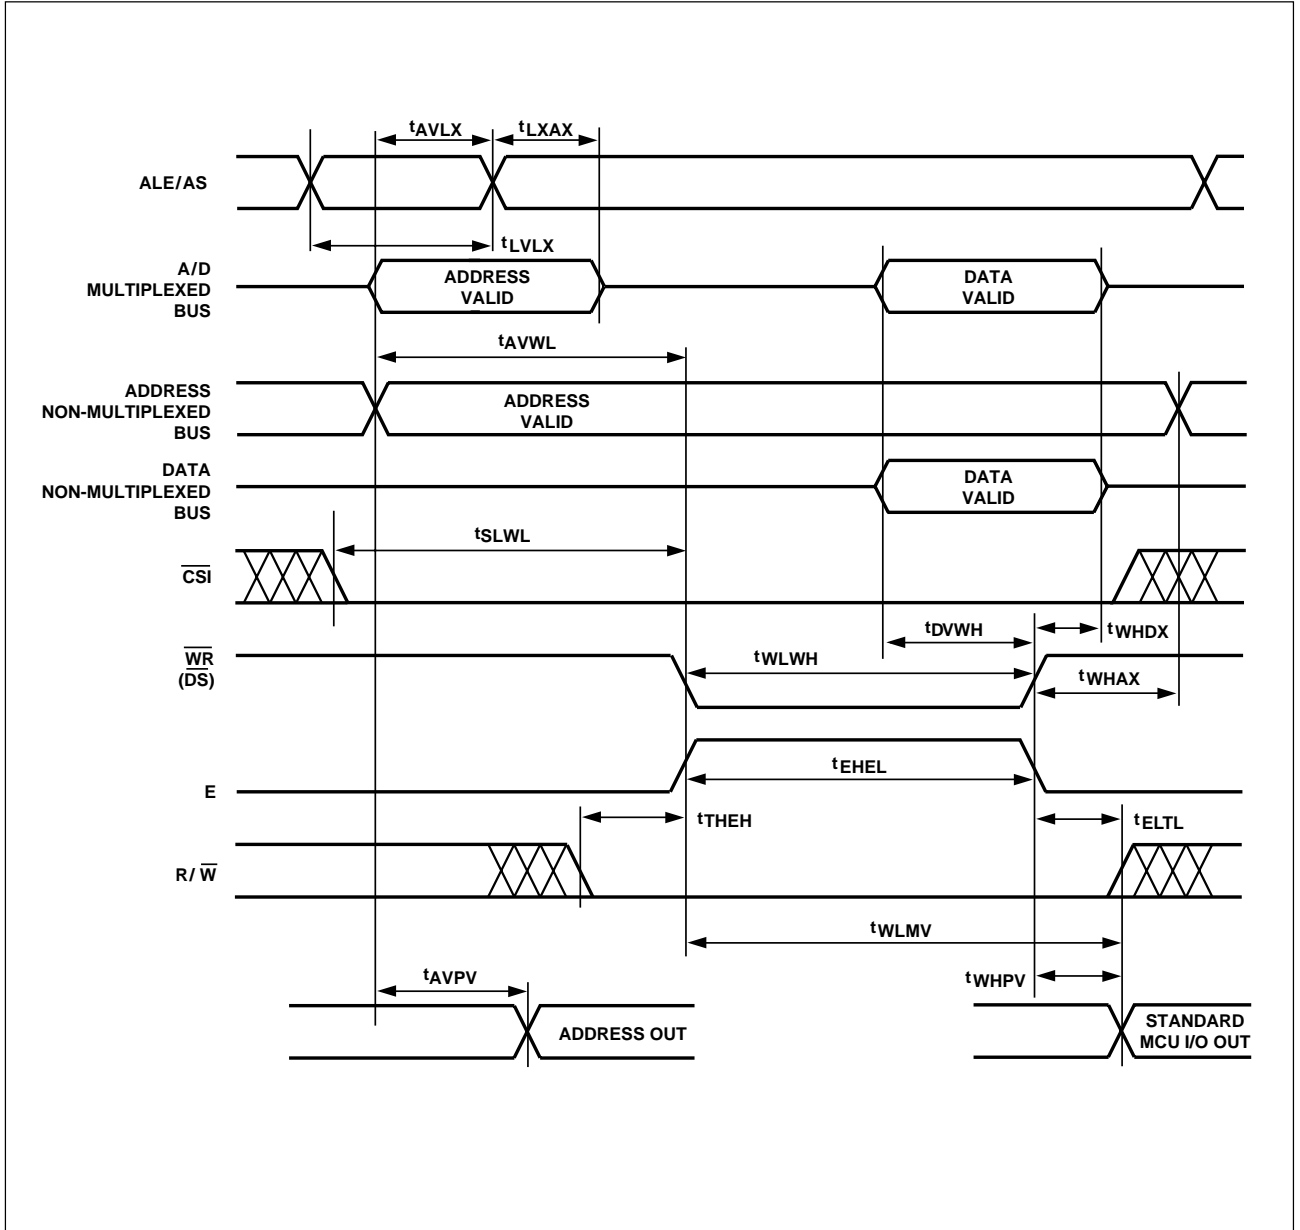 tAVLX
tLXAX
ALE/AS
tLVLX
A/D
MULTIPLEXED
BUS
ADDRESS
VALID
DATA
VALID
tAVWL
ADDRESS
NON-MULTIPLEXED
BUS
ADDRESS
VALID
DATA
NON-MULTIPLEXED
BUS
DATA
VALID
tSLWL
CSI
tDVWH
tWHDX
WR
(DS)
tWLWH
tWHAX
tEHEL
E
tTHEH
tELTL
R/ W
tWLMV
tAVPV
tWHPV
ADDRESS OUT
STANDARD
MCU I/O OUT